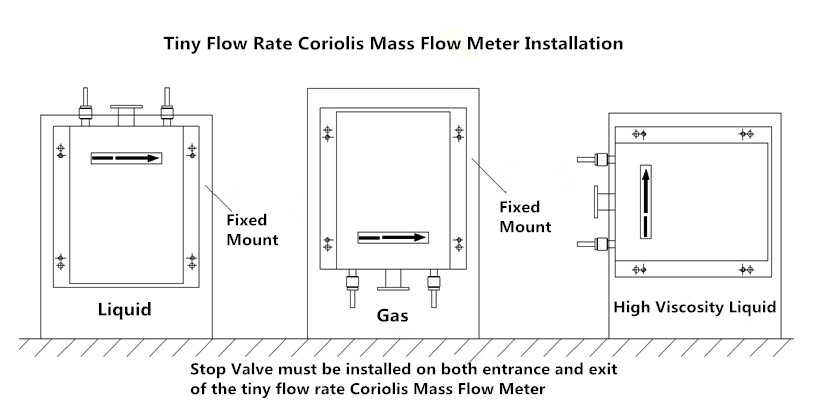 Tiny Flow Rate Coriolis Mass Flow Meter Installation
Fixed
Mount
Fixed
Mount
Liquid
Gas
High Viscosity Liquid
Stop Valve must be installed on both entrance and exit
of the tiny flow rate Coriolis Mass Flow Meter